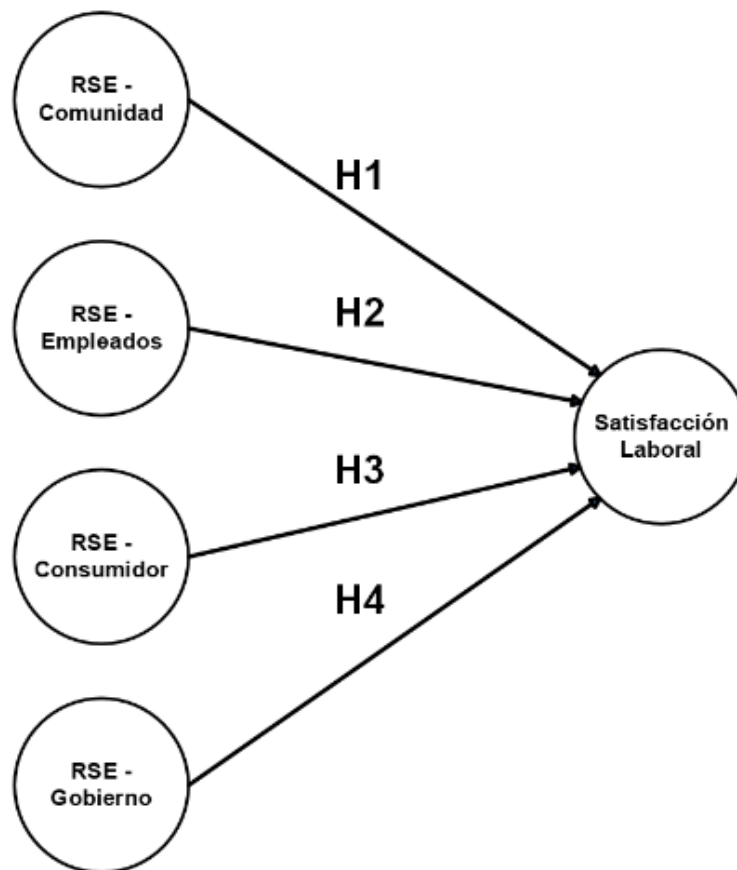 RSE -
Comunidad
H1
RSE -
Empleados
H2
Satisfacción
Laboral
RSE -
Consumidor
H3
H4
RSE -
Gobierno